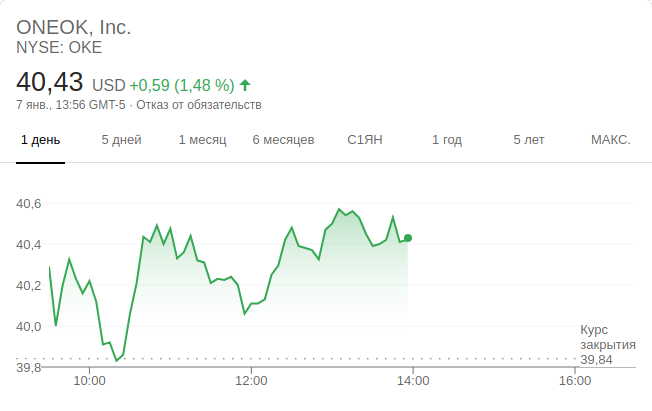 ONEOK, Inc.
NYSE: OKE
40,43 USD +0,59 (1,48 %)
7 янв., 13:56 GMT-5 · Отказ от обязательств
1 день 5 дней 1 месяц 6 месяцев С1ЯН 1 год 5 лет МАКС.
40,6
40,4
40,2
40,0
Курс
закрытия
39,84
39,8
10:00 12:00 14:00 16:00